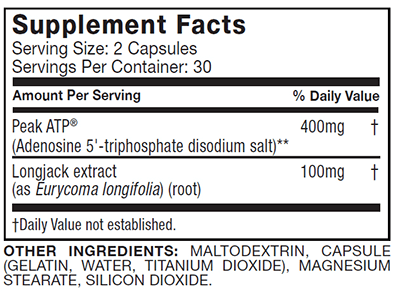 Supplement Facts
Serving Size: 2 Capsules
Servings Per Container: 30
Amount Per Serving % Daily Value
Peak ATP® 400mg †
(Adenosine 5'-triphosphate disodium salt)**
Longjack extract 100mg †
(as Eurycoma longifolia) (root)
†Daily Value not established.
OTHER INGREDIENTS: MALTODEXTRIN, CAPSULE
(GELATIN, WATER, TITANIUM DIOXIDE), MAGNESIUM
STEARATE, SILICON DIOXIDE.